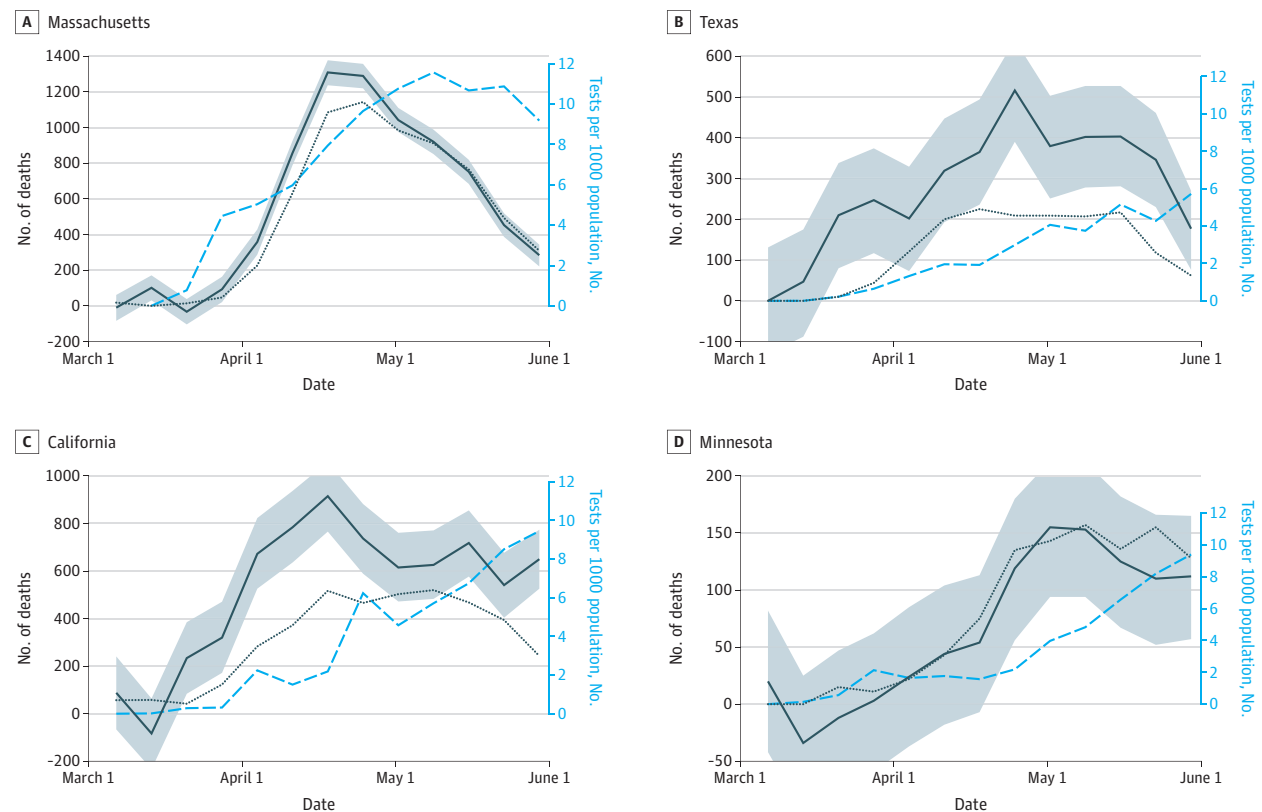 A Massachusetts
1400
1200
1000
800
600
400
200
0
-200
No. of deaths
12
10
8
6
4
2
0
Tests per 1000 population, No.
March 1 April 1 May 1 June 1
Date
B Texas
600
500
400
300
200
100
0
-100
No. of deaths
12
10
8
6
4
2
0
Tests per 1000 population, No.
March 1 April 1 May 1 June 1
Date
C California
1000
800
600
400
200
0
-200
No. of deaths
12
10
8
6
4
2
0
Tests per 1000 population, No.
March 1 April 1 May 1 June 1
Date
D Minnesota
200
150
100
50
0
-50
No. of deaths
12
10
8
6
4
2
0
Tests per 1000 population, No.
March 1 April 1 May 1 June 1
Date